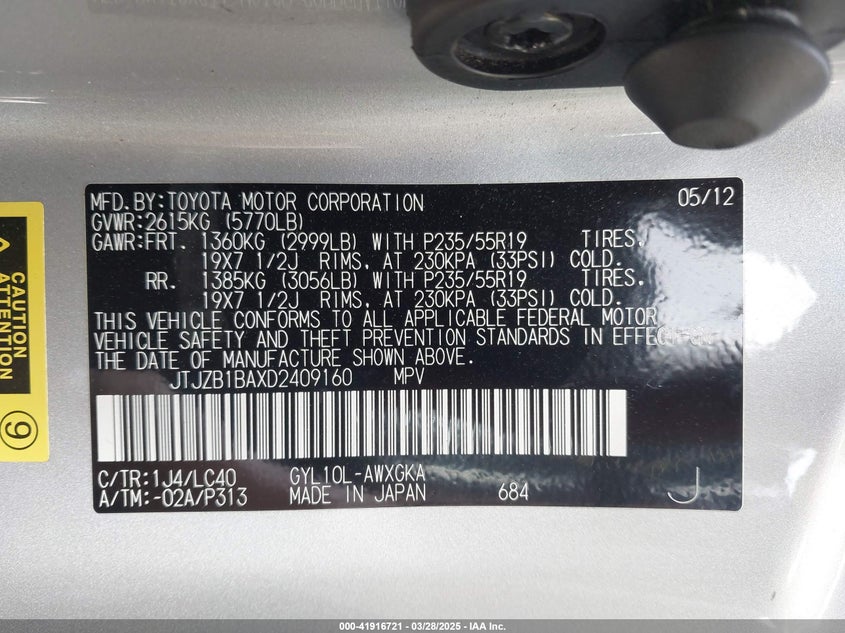 MFD.BY:TOYOTA MOTOR CORPORATION 05/12
GVWR:2615KG (5770LB)
GAWR:FRT. 1360KG (2999LB) WITH P235/55R19 TIRES,
19X7 1/2J RIMS, AT 230KPA (33PSI) COLD.
RR. 1385KG (3056LB) WITH P235/55R19 TIRES,
19X7 1/2J RIMS, AT 230KPA (33PSI) COLD.
THIS VEHICLE CONFORMS TO ALL APPLICABLE FEDERAL MOTOR
VEHICLE SAFETY AND THEFT PREVENTION STANDARDS IN EFFECT ON
THE DATE OF MANUFACTURE SHOWN ABOVE.
JTJZB1BAXD2409160 MPV
C/TR:1J4/LC40 GYL10L-AWXGKA
A/TM:-02A/P313 MADE IN JAPAN 684 J
CAUTION
ATTENTION
9
000-41916721 | 03/28/2025 - IAA Inc.